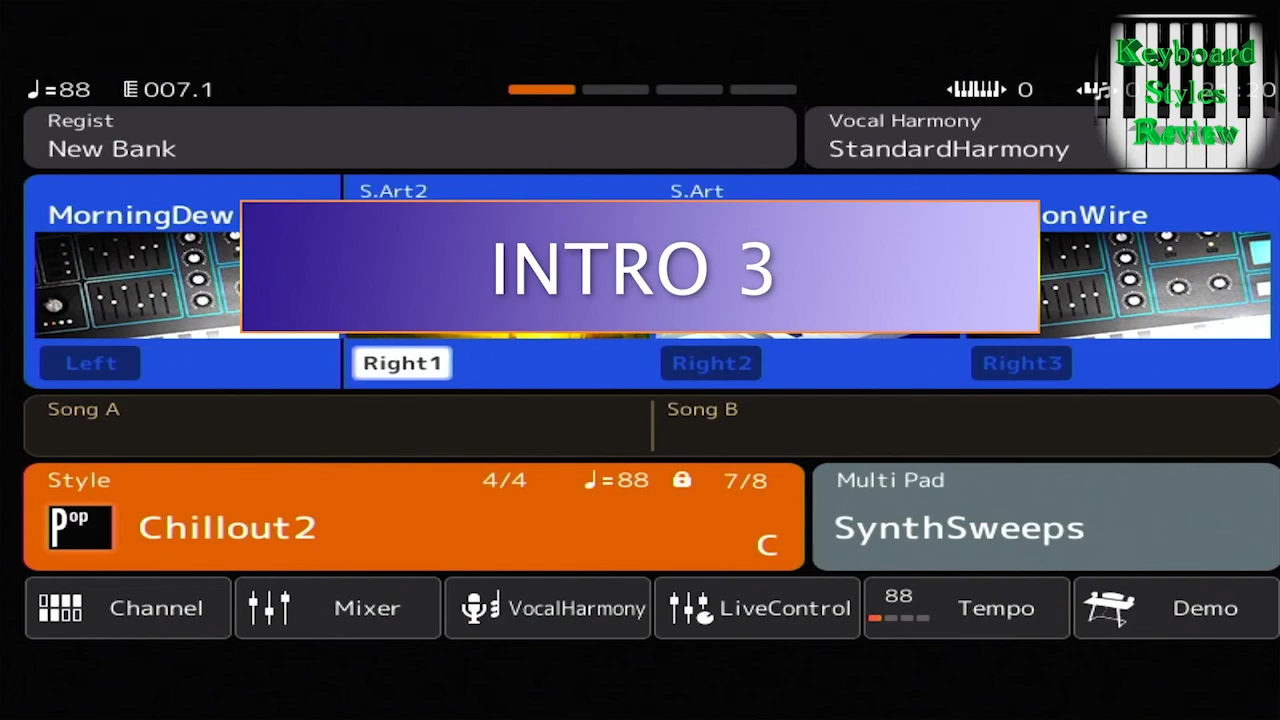 ♩=88 007.1 0
Keyboard
Styles
Review
Regist
New Bank
Vocal Harmony
StandardHarmony
S.Art2 S.Art
MorningDew onWire
INTRO 3
Left Right1 Right2 Right3
Song A Song B
Style 4/4 ♩=88 7/8
Pop Chillout2
C
Multi Pad
SynthSweeps
Channel Mixer VocalHarmony LiveControl 88 Tempo Demo